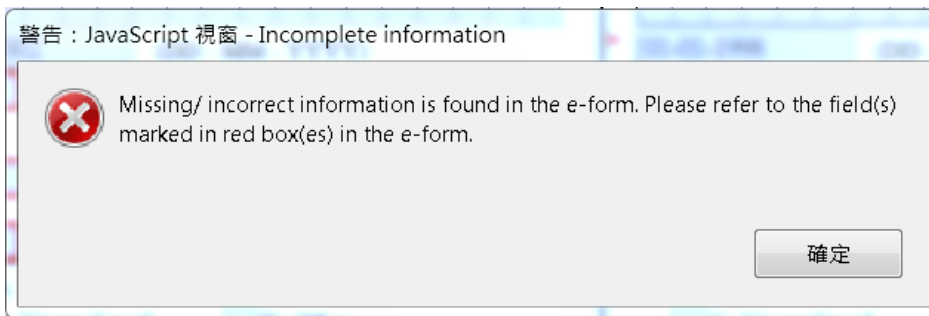 警告：JavaScript 視窗 - Incomplete information
Missing/ incorrect information is found in the e-form. Please refer to the field(s)
marked in red box(es) in the e-form.
確定